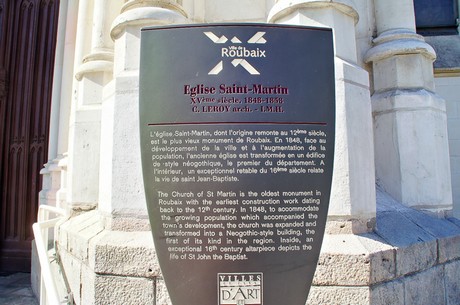 Ville de
Roubaix
Eglise Saint-Martin
XVème siècle, 1848-1858
C. LEROY arch. - I.M.H.
L'église Saint-Martin, dont l'origine remonte au 12ème siècle,
est le plus vieux monument de Roubaix. En 1848, face au
développement de la ville et à l'augmentation de la
population, l'ancienne église est transformée en un édifice
de style néogothique, le premier du département. A
l'intérieur, un exceptionnel retable du 16ème siècle relate
la vie de saint Jean-Baptiste.
The Church of St Martin is the oldest monument in
Roubaix with the earliest construction work dating
back to the 12th century. In 1848, to accommodate
the growing population which accompanied the
town's development, the church was expanded and
transformed into a Neogothic-style building, the
first of its kind in the region. Inside, an
exceptional 16th century altarpiece depicts the
life of St John the Baptist.
VILLES
D'ART